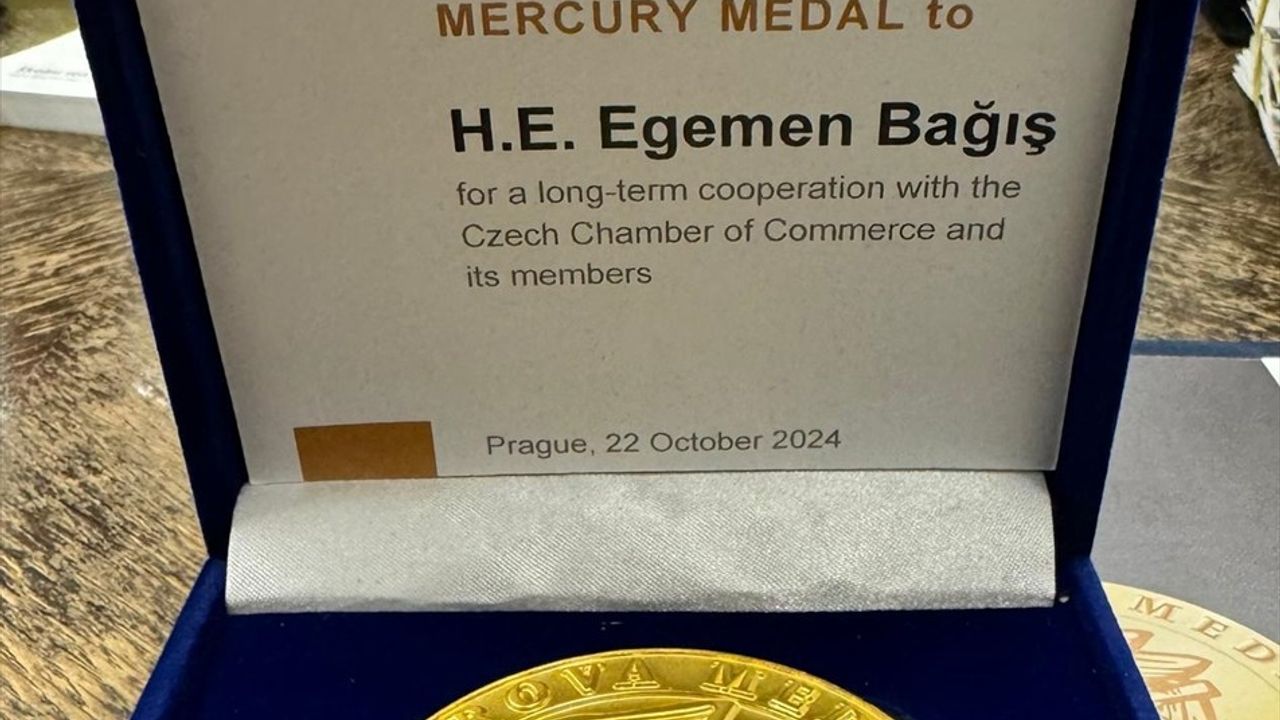 MERCURY MEDAL to
H.E. Egemen Bağış
for a long-term cooperation with the
Czech Chamber of Commerce and
its members
Prague, 22 October 2024